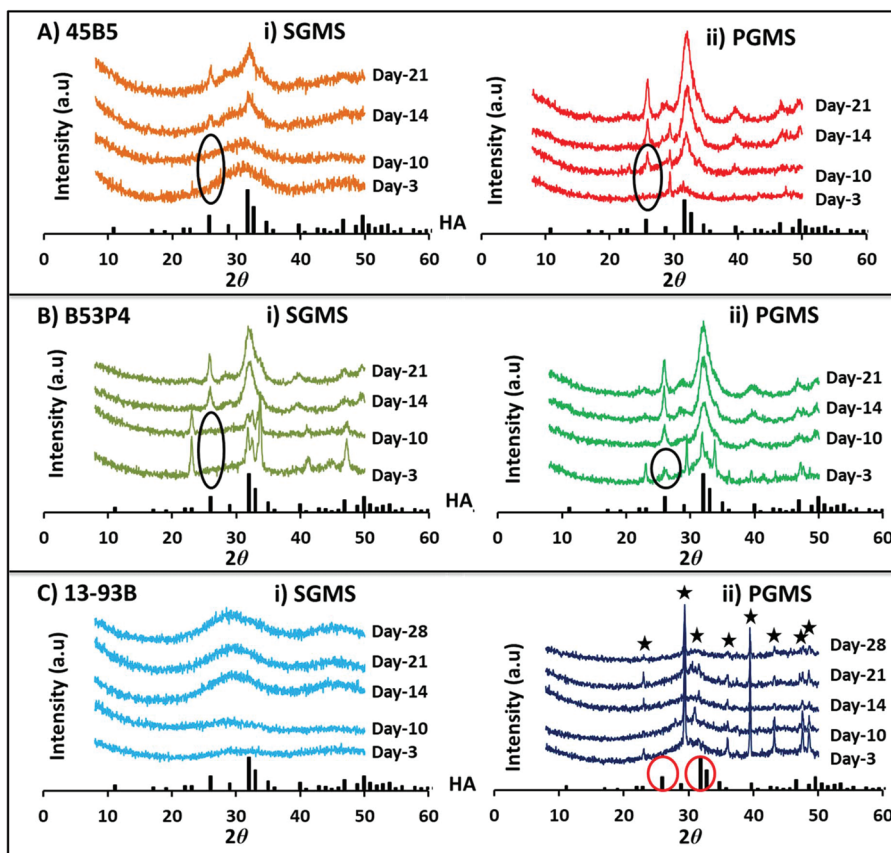 A) 45B5
i) SGMS
Intensity (a.u)
Day-21
Day-14
Day-10
Day-3
HA
0 10 20 30 40 50 60
2θ
ii) PGMS
Intensity (a.u)
Day-21
Day-14
Day-10
Day-3
0 10 20 30 40 50 60
2θ
B) B53P4
i) SGMS
Intensity (a.u)
Day-21
Day-14
Day-10
Day-3
HA
0 10 20 30 40 50 60
2θ
ii) PGMS
Intensity (a.u)
Day-21
Day-14
Day-10
Day-3
0 10 20 30 40 50 60
2θ
C) 13-93B
i) SGMS
Intensity (a.u)
Day-28
Day-21
Day-14
Day-10
Day-3
HA
0 10 20 30 40 50 60
2θ
ii) PGMS
Intensity (a.u)
Day-28
Day-21
Day-14
Day-10
Day-3
0 10 20 30 40 50 60
2θ